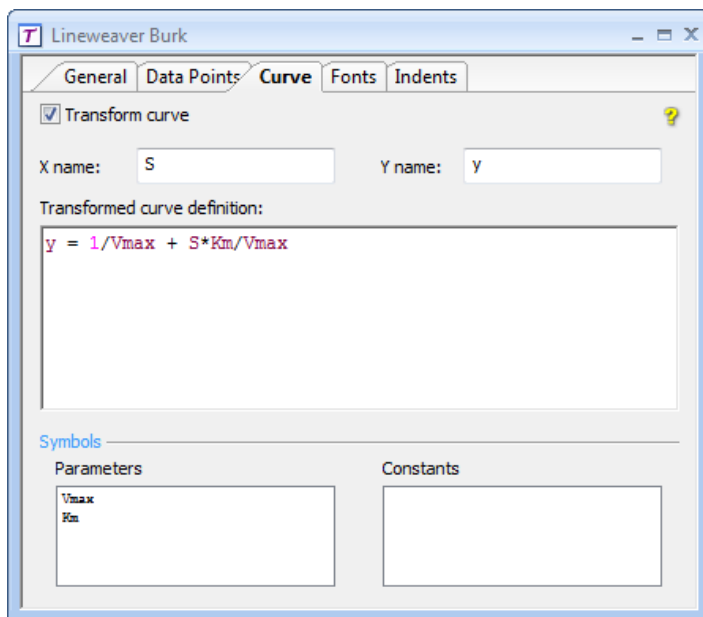 T Lineweaver Burk
General Data Points Curve Fonts Indents
Transform curve ?
X name: S Y name: y
Transformed curve definition:
y = 1/Vmax + S*Km/Vmax
Symbols
Parameters Constants
Vmax
Km